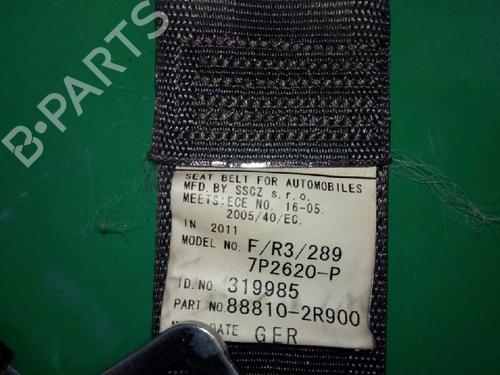 B-PARTS
SEAT BELT FOR AUTOMOBILES
MFD. BY SSCZ s.r.o.
MEETS:ECE NO. 16-05.
2005/40/EC.
IN 2011
MODEL NO. F/R3/289
7P2620-P
ID.NO. 319985
PART NO. 88810-2R900
DATE GER